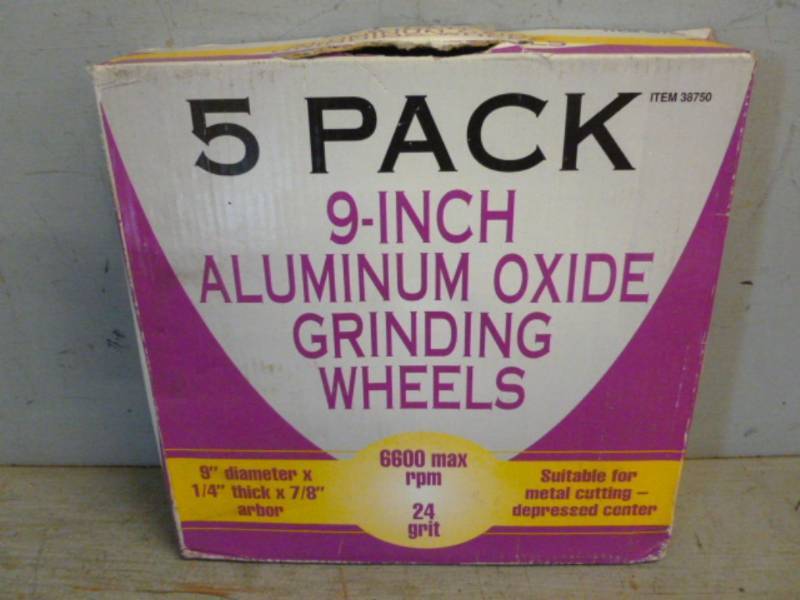 5 PACK
ITEM 38750
9-INCH
ALUMINUM OXIDE
GRINDING
WHEELS
9" diameter x
1/4" thick x 7/8"
arbor
6600 max
rpm
24
grit
Suitable for
metal cutting –
depressed center